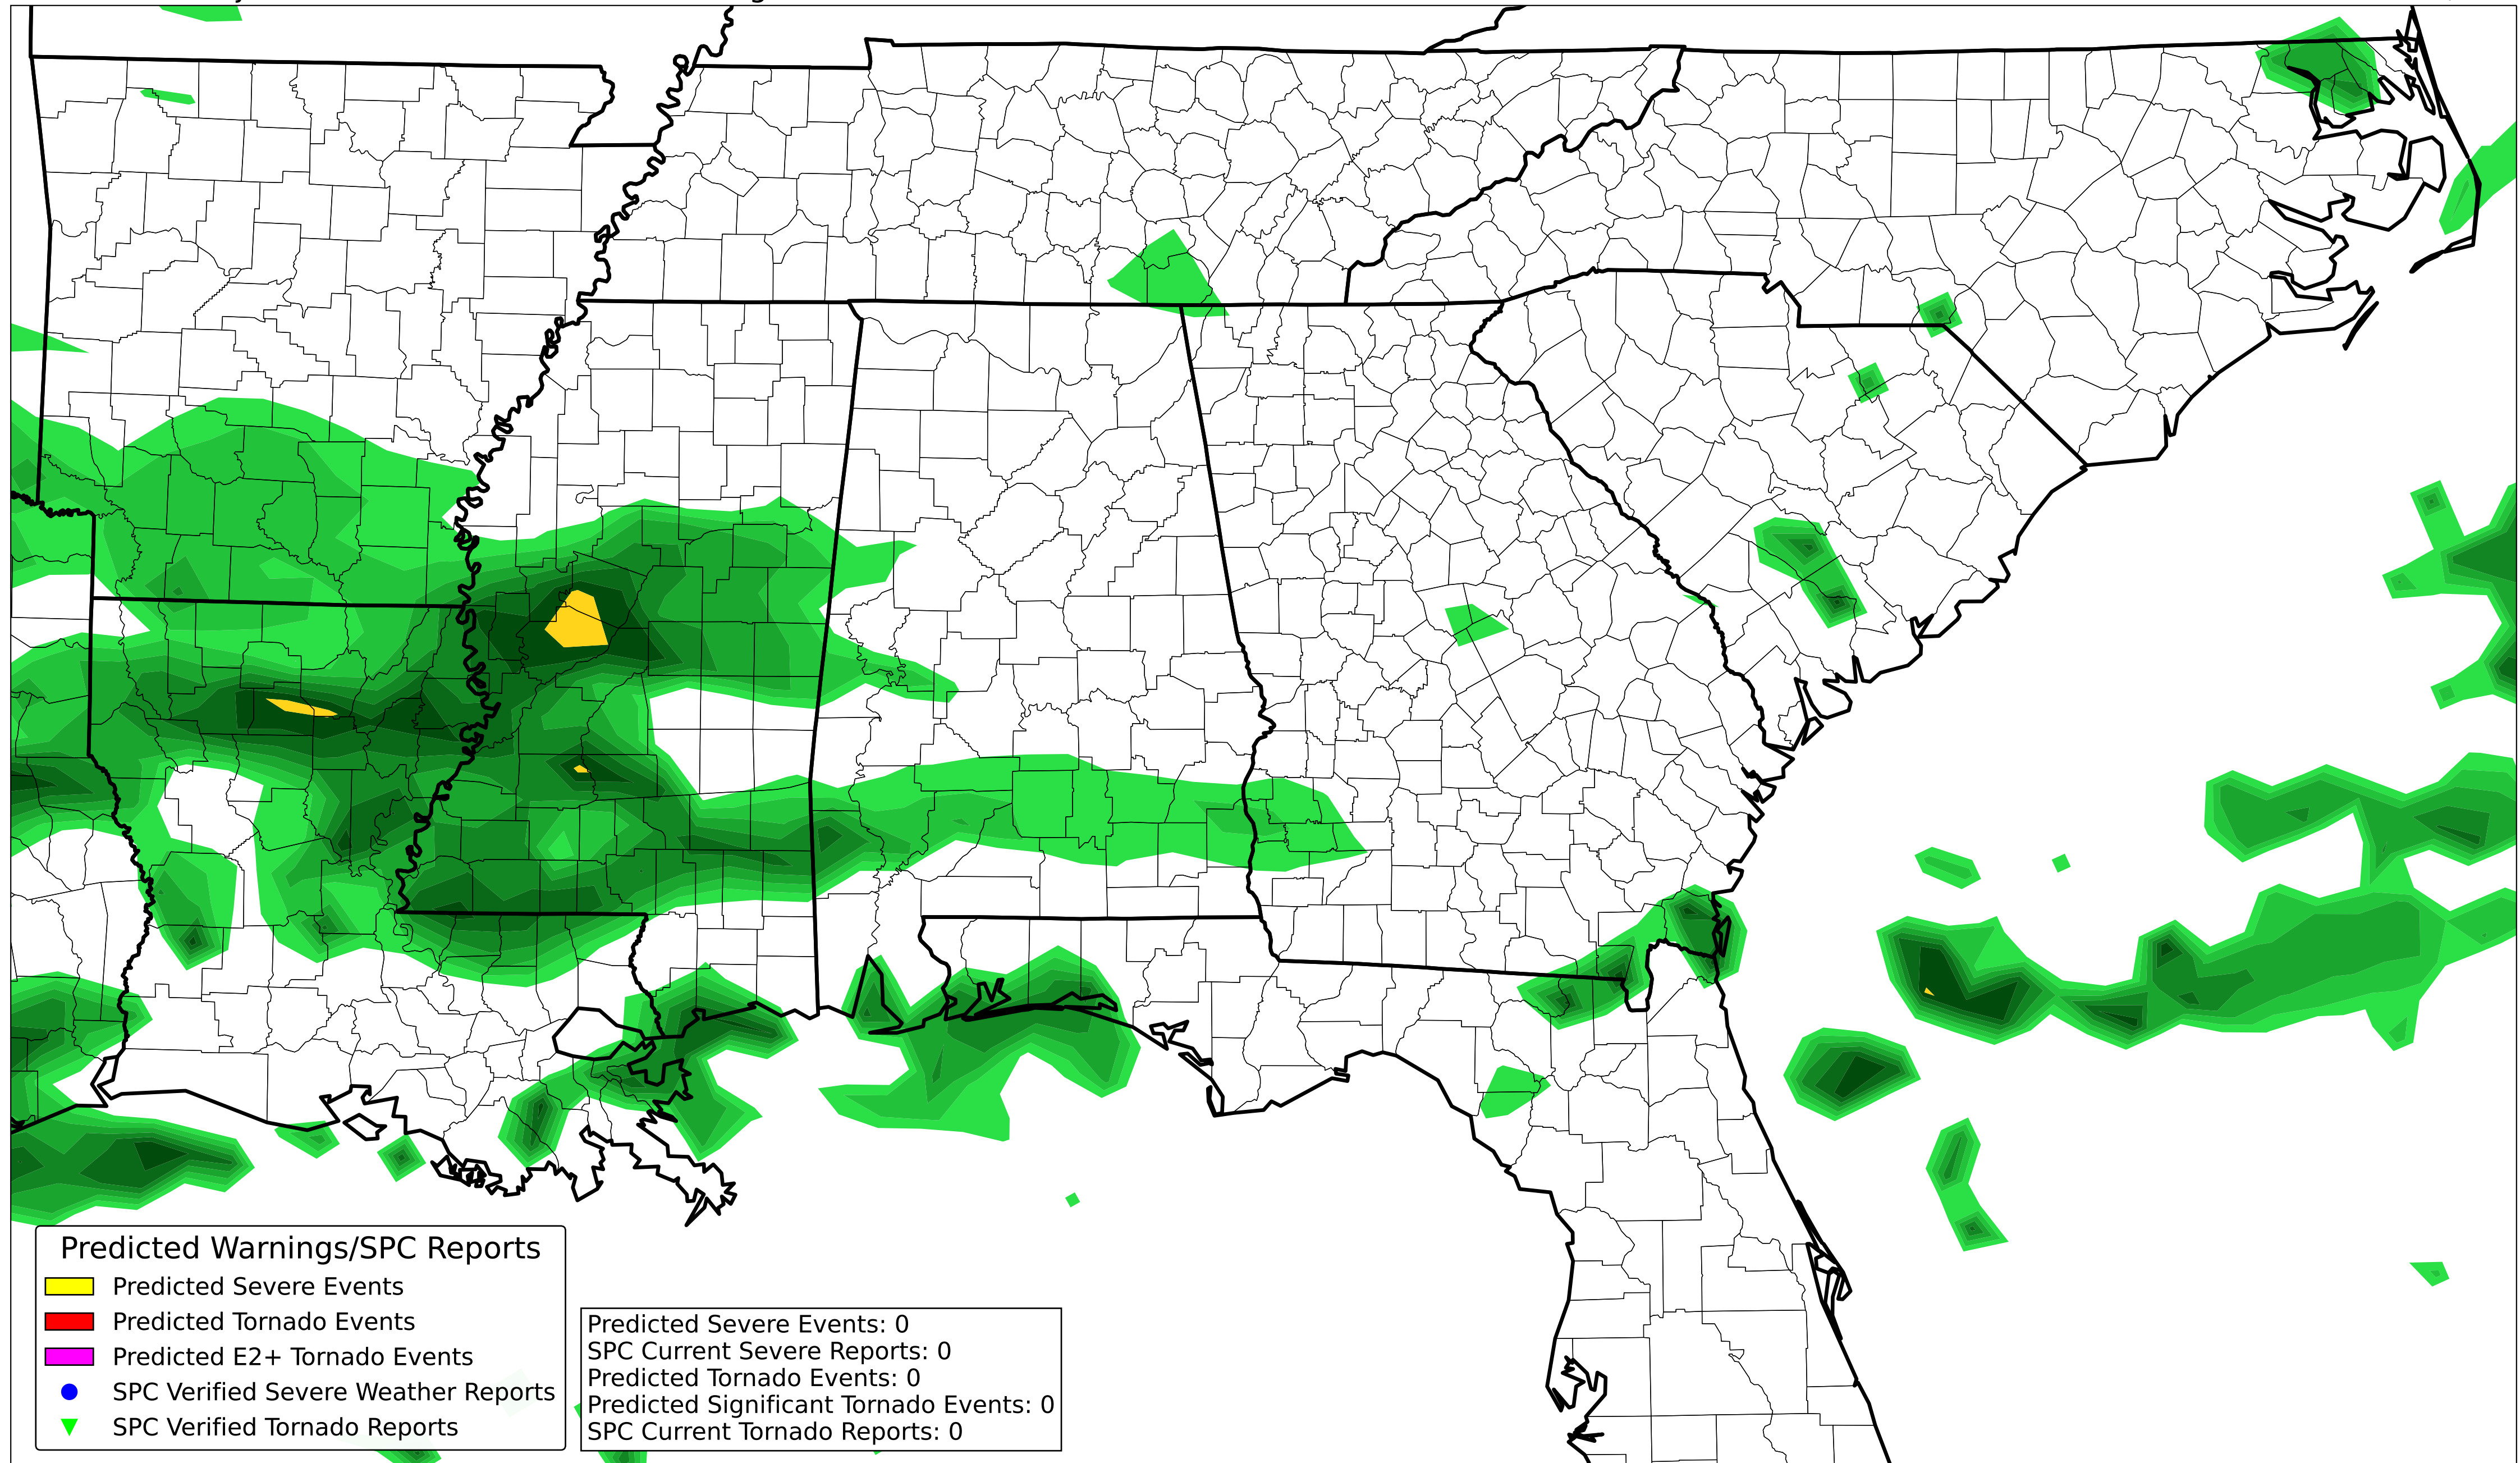 Predicted Warnings/SPC Reports
Predicted Severe Events
Predicted Tornado Events
Predicted E2+ Tornado Events
SPC Verified Severe Weather Reports
SPC Verified Tornado Reports
Predicted Severe Events: 0
SPC Current Severe Reports: 0
Predicted Tornado Events: 0
Predicted Significant Tornado Events: 0
SPC Current Tornado Reports: 0